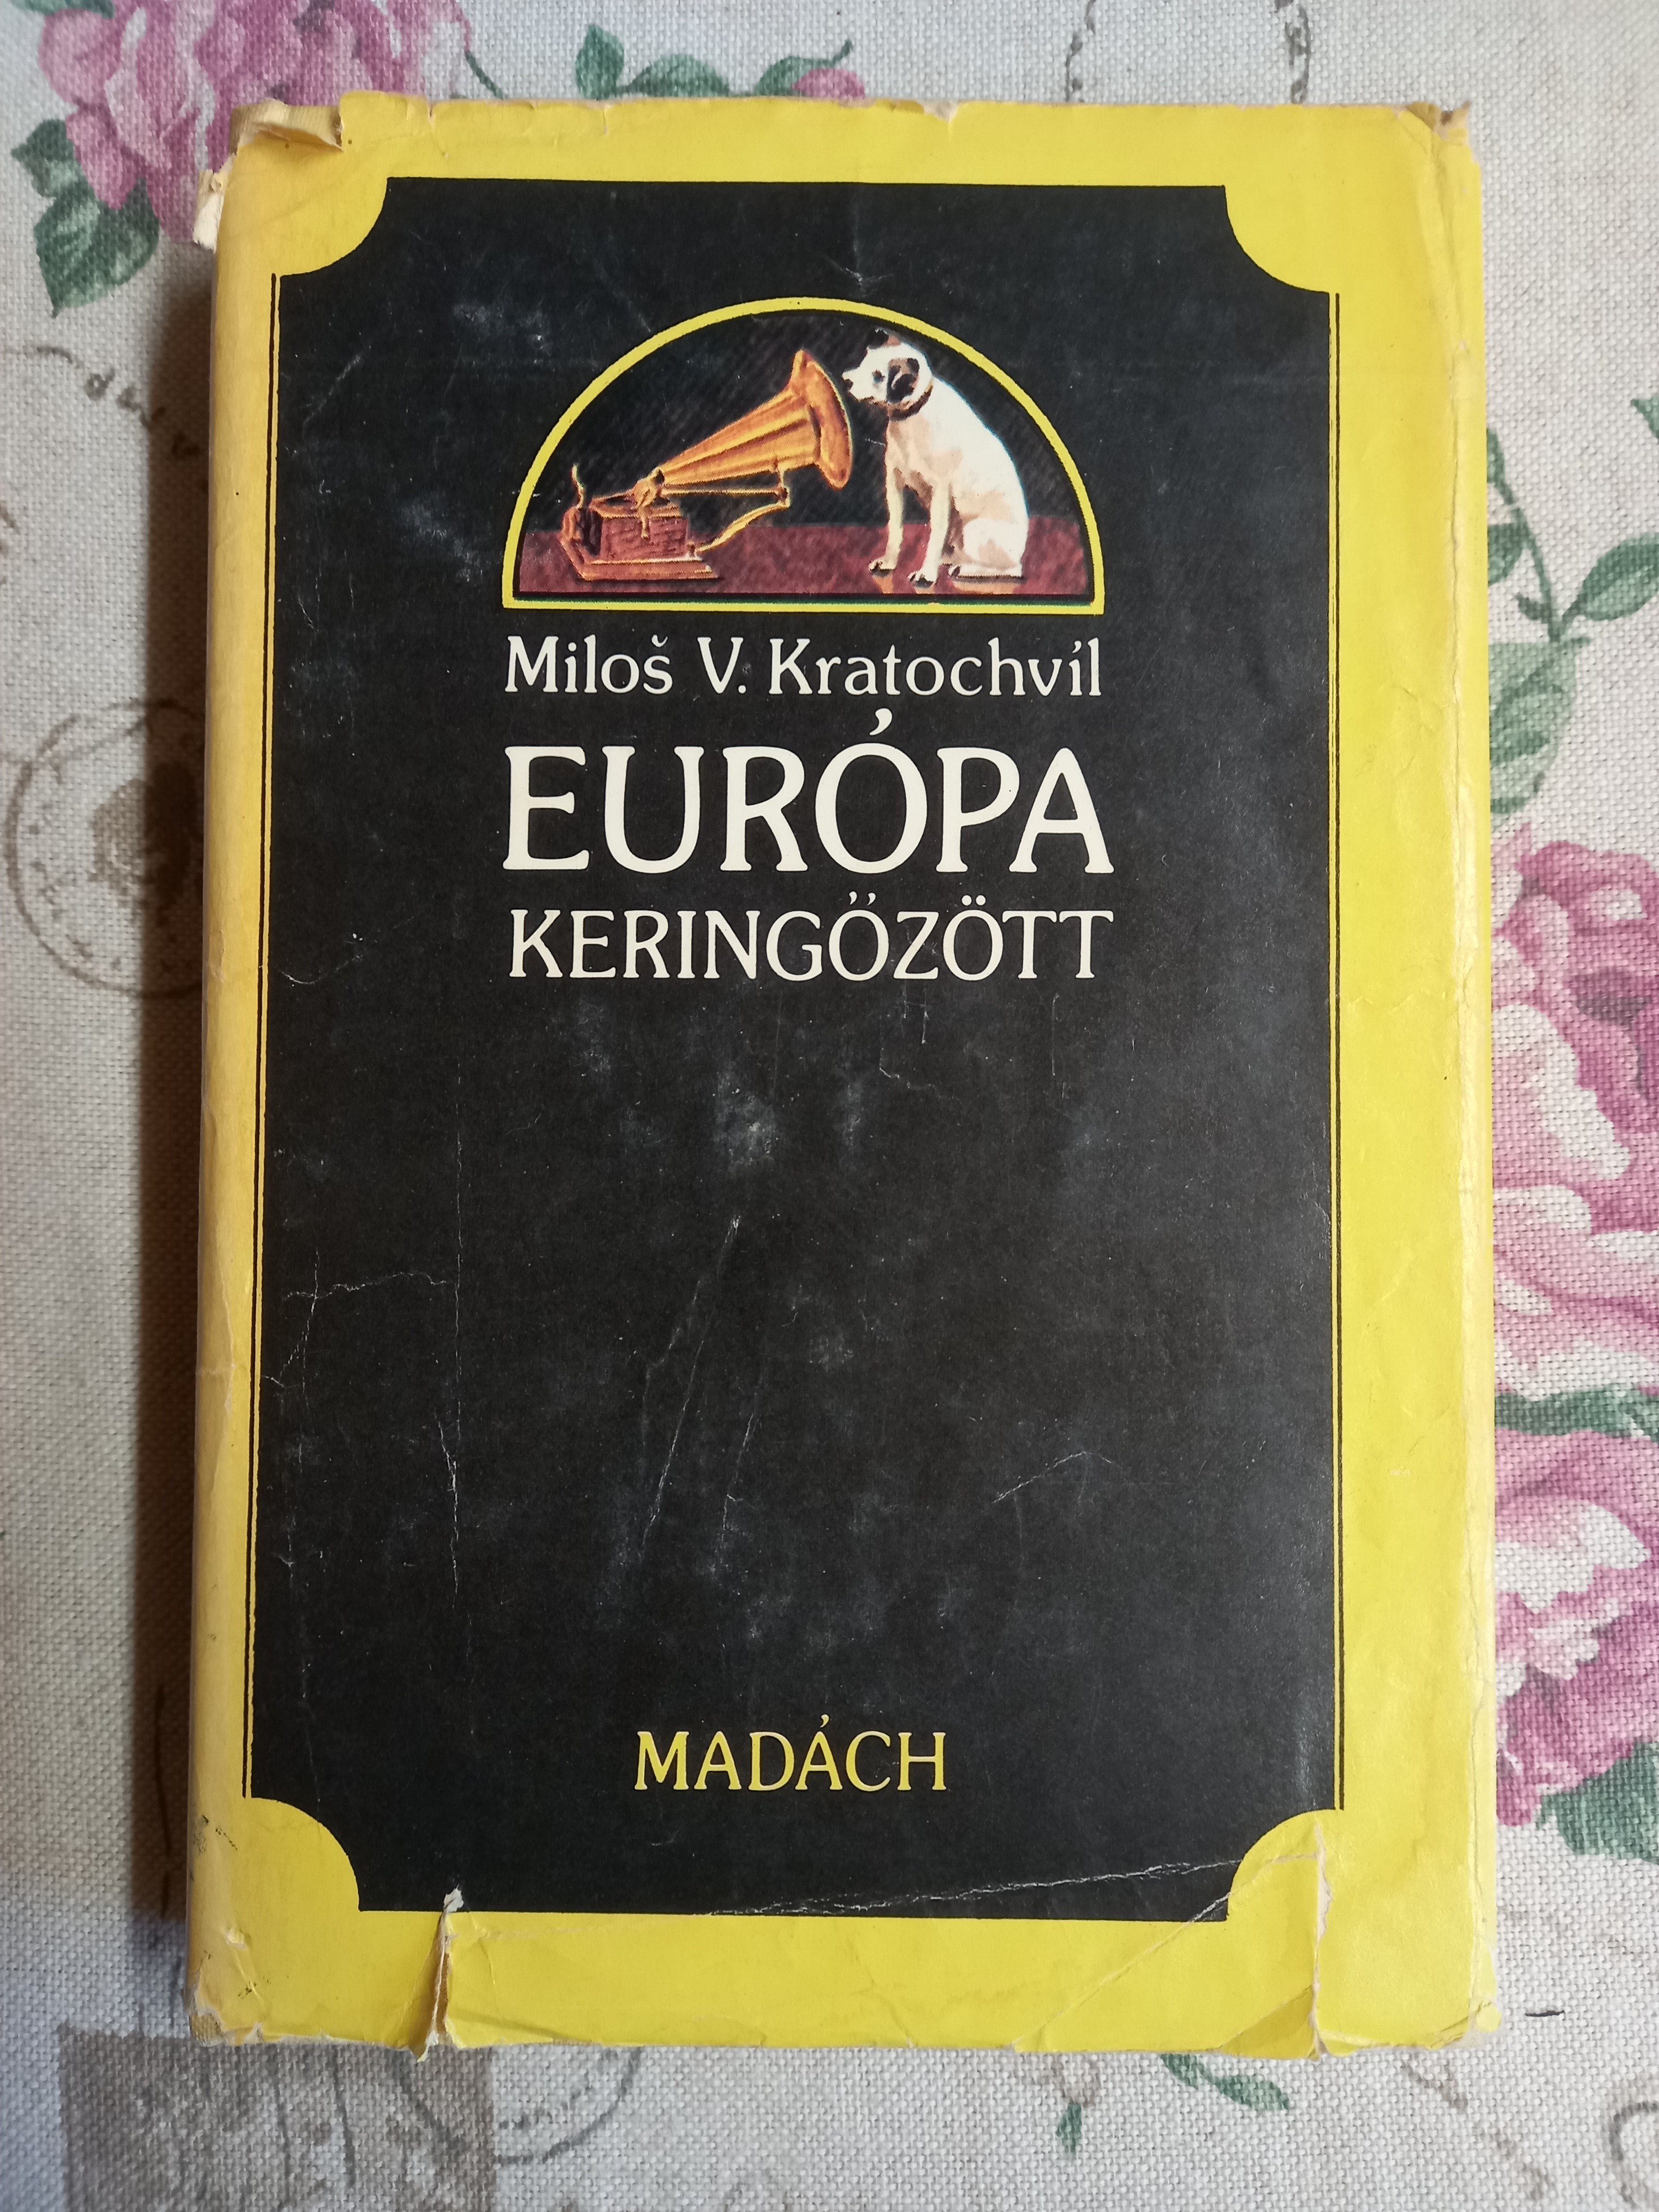 Miloš V. Kratochvíl
EURÓPA
KERINGŐZÖTT
MADÁCH